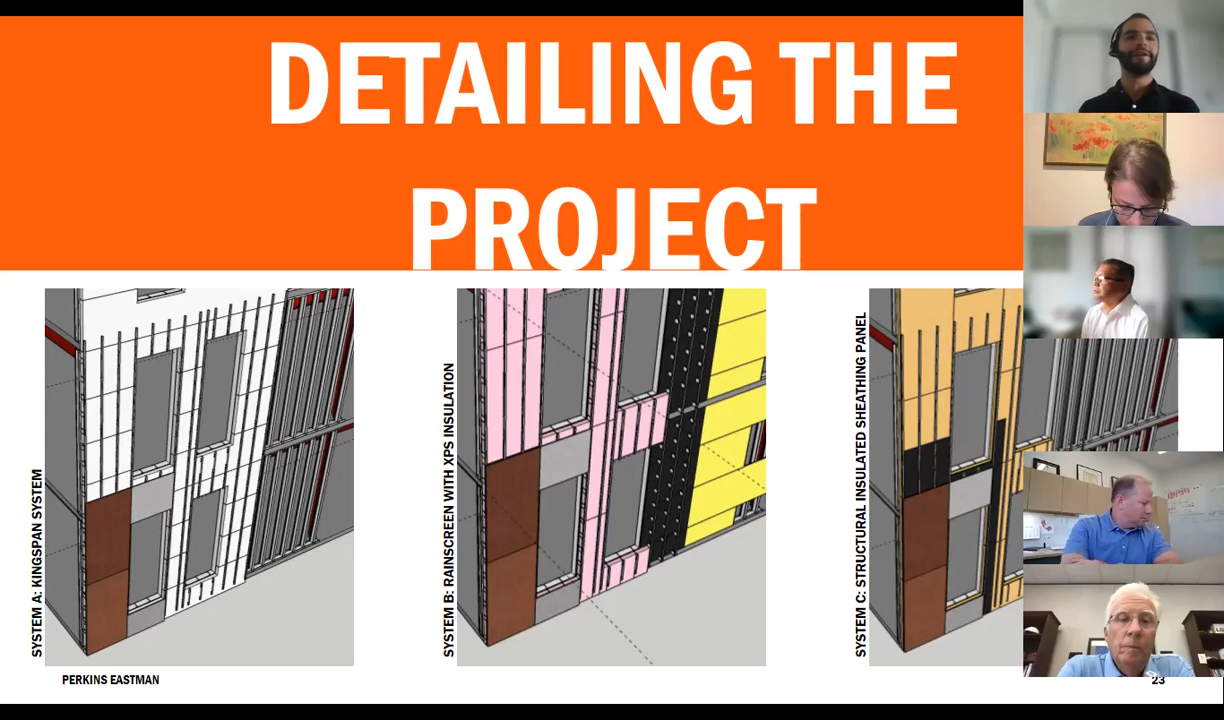 DETAILING THE
PROJECT
SYSTEM A: KINGSPAN SYSTEM
SYSTEM B: RAINSCREEN WITH XPS INSULATION
SYSTEM C: STRUCTURAL INSULATED SHEATHING PANEL
PERKINS EASTMAN
23